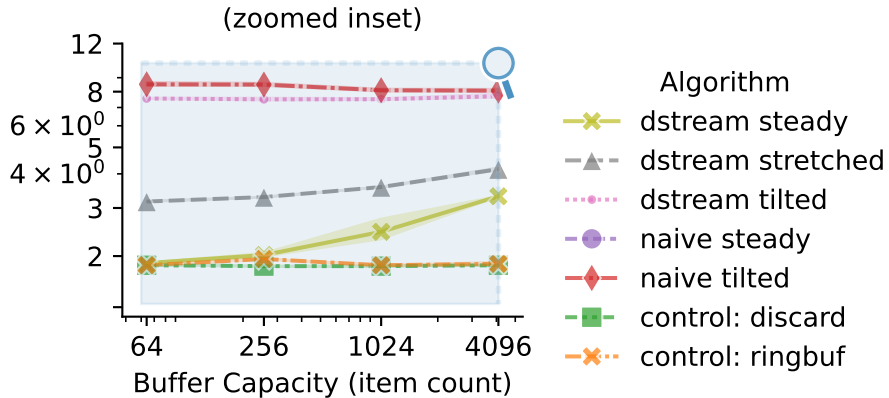 (zoomed inset)
12
8
6 × 10⁰
5
4 × 10⁰
3
2
64 256 1024 4096
Buffer Capacity (item count)
Algorithm
dstream steady
dstream stretched
dstream tilted
naive steady
naive tilted
control: discard
control: ringbuf